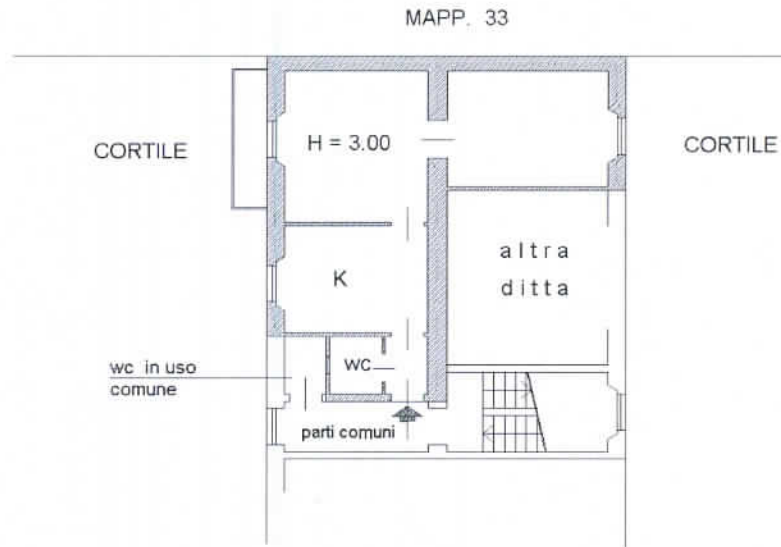 MAPP. 33
CORTILE
H = 3.00
CORTILE
altra
ditta
K
wc in uso
comune
wc
parti comuni